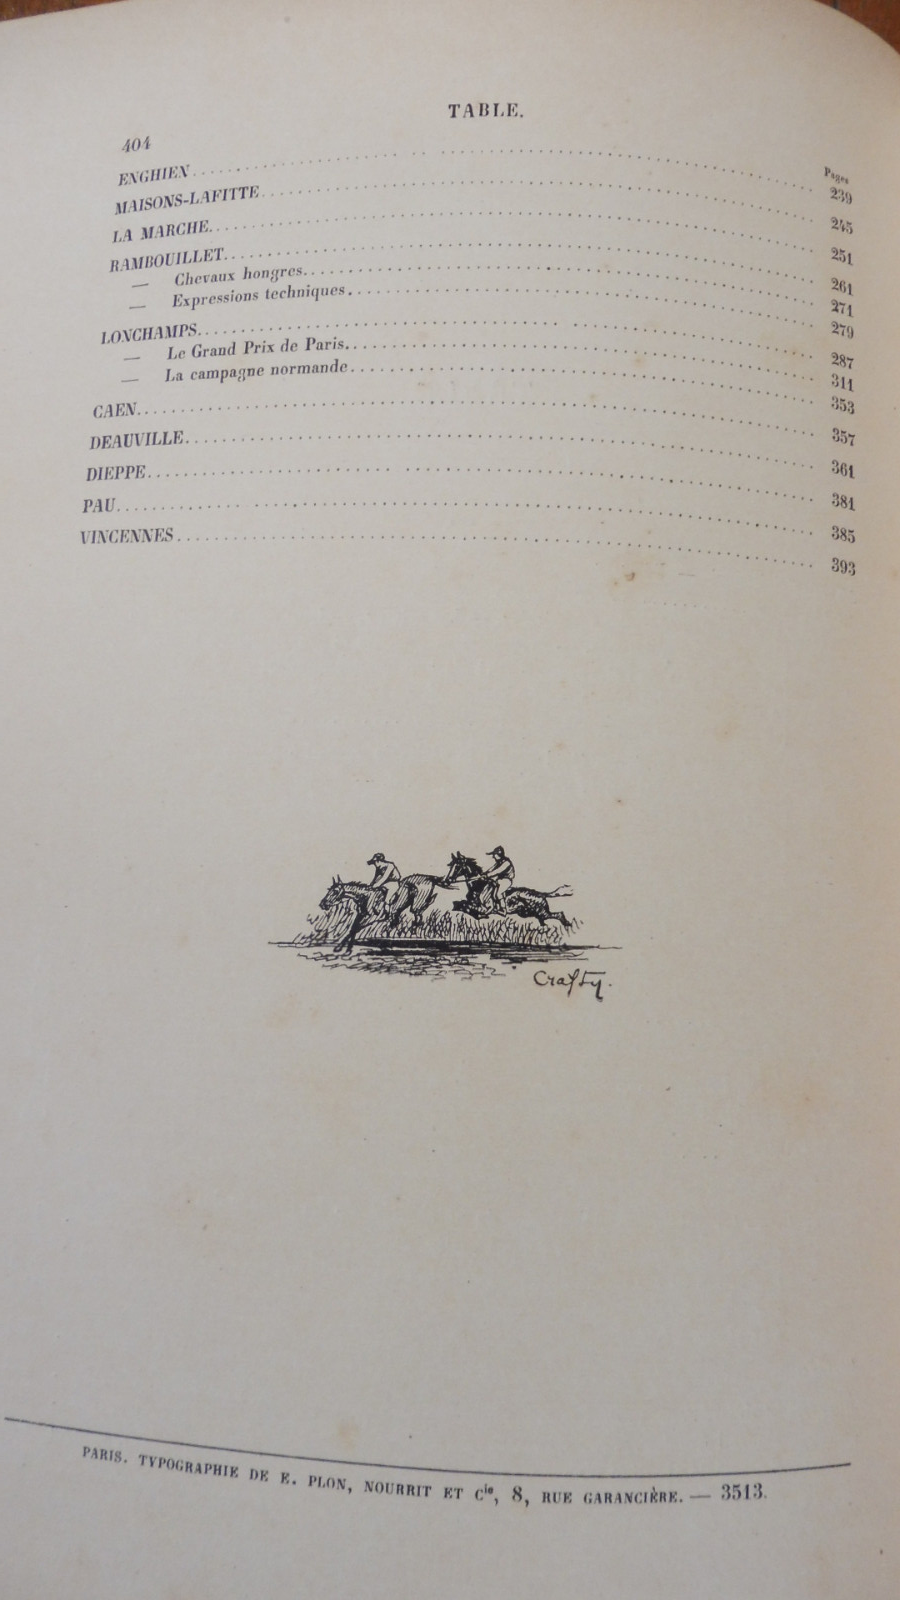 TABLE.
404
Pages
ENGHIEN........ 239
MAISONS-LAFITTE........ 245
LA MARCHE........ 251
RAMBOUILLET........ 261
— Chevaux hongres........ 271
— Expressions techniques........ 279
LONCHAMPS........ 287
— Le Grand Prix de Paris........ 311
— La campagne normande........ 353
CAEN........ 357
DEAUVILLE........ 361
DIEPPE........ 381
PAU........ 385
VINCENNES........ 393
Crafty.
PARIS. TYPOGRAPHIE DE E. PLON, NOURRIT ET Cie, 8, RUE GARANCIÈRE. — 3513.